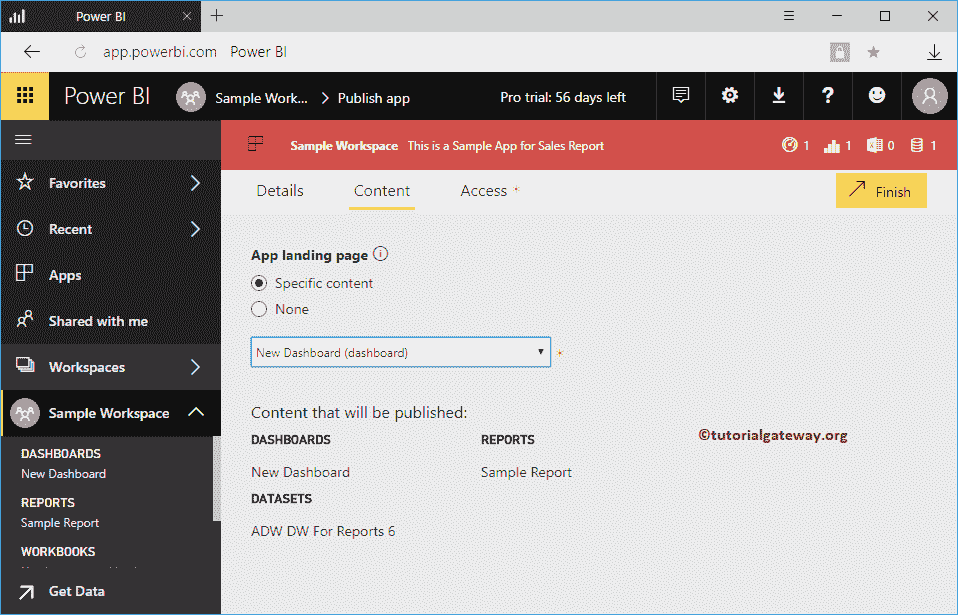 Power BI
app.powerbi.com Power BI
Power BI Sample Work... Publish app Pro trial: 56 days left
Sample Workspace This is a Sample App for Sales Report 1 1 0 1
Favorites
Recent
Apps
Shared with me
Workspaces
Sample Workspace
DASHBOARDS
New Dashboard
REPORTS
Sample Report
WORKBOOKS
Get Data
Details Content Access * Finish
App landing page
Specific content
None
New Dashboard (dashboard) *
Content that will be published:
DASHBOARDS REPORTS
New Dashboard Sample Report
DATASETS
ADW DW For Reports 6
©tutorialgateway.org